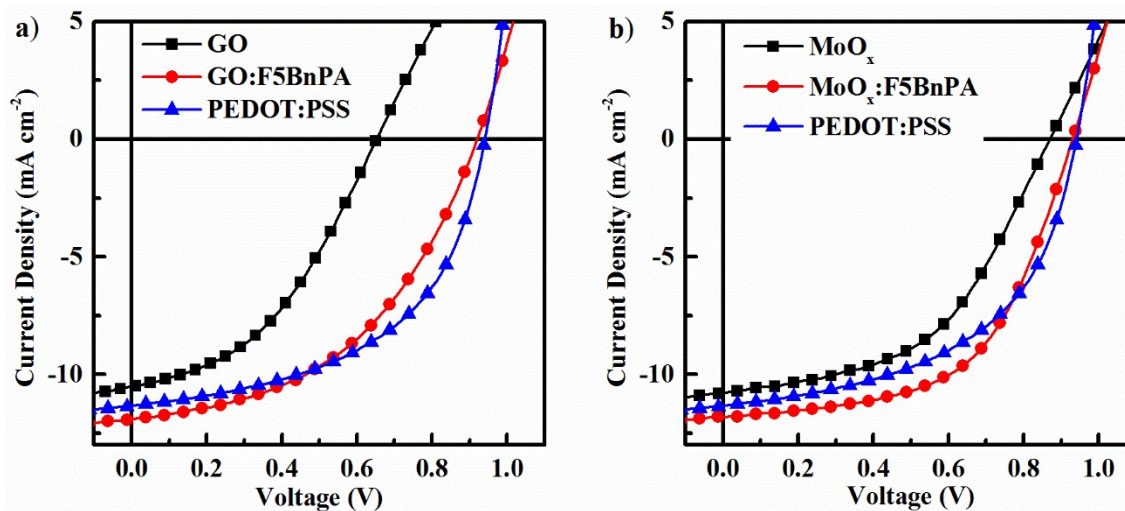 a)
GO
GO:F5BnPA
PEDOT:PSS
5
0
-5
-10
Current Density (mA cm⁻²)
0.0 0.2 0.4 0.6 0.8 1.0
Voltage (V)
b)
MoOₓ
MoOₓ:F5BnPA
PEDOT:PSS
5
0
-5
-10
Current Density (mA cm⁻²)
0.0 0.2 0.4 0.6 0.8 1.0
Voltage (V)